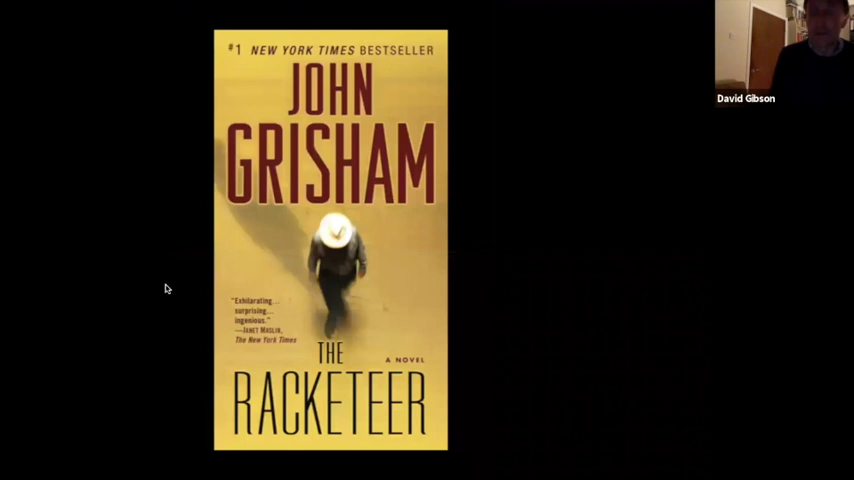 #1 NEW YORK TIMES BESTSELLER
JOHN
GRISHAM
"Exhilarating...
surprising...
ingenious."
—JANET MASLIN,
The New York Times
THE
A NOVEL
RACKETEER
David Gibson